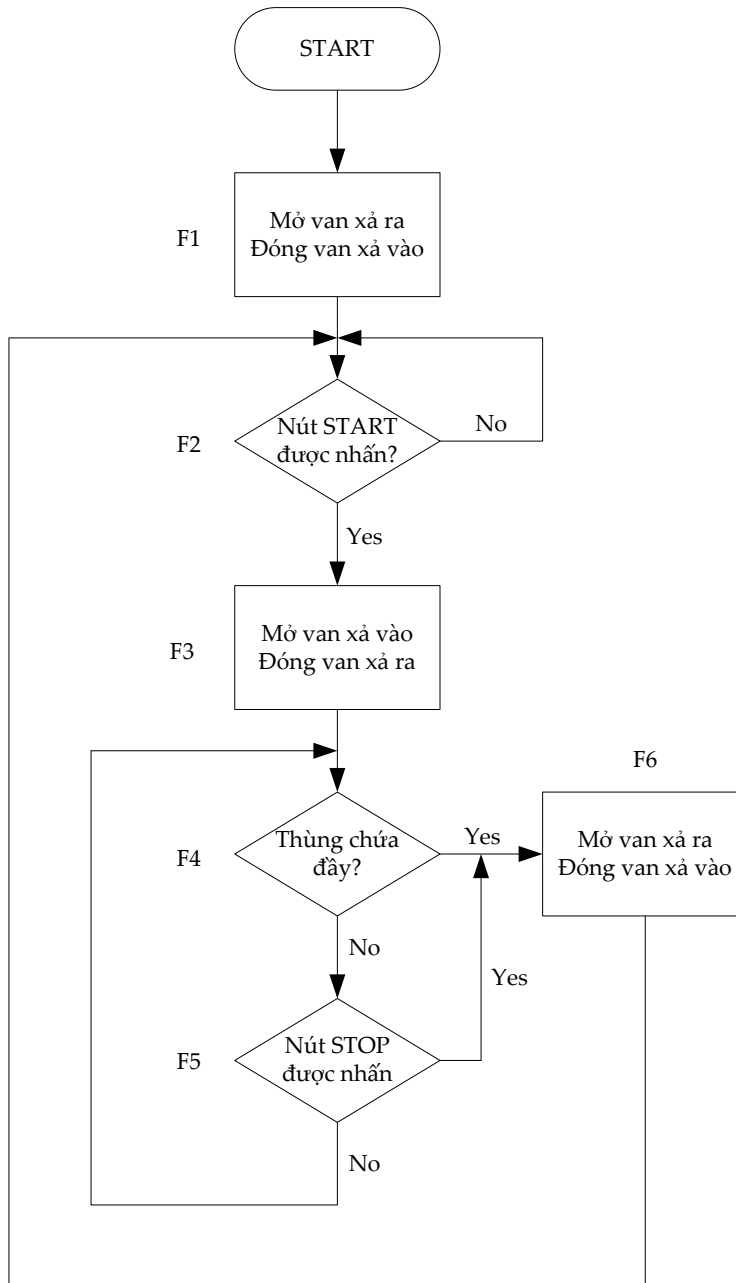 START
F1
Mở van xả ra
Đóng van xả vào
F2
Nút START
được nhấn?
No
Yes
F3
Mở van xả vào
Đóng van xả ra
F6
F4
Thùng chứa
đầy?
Yes
Mở van xả ra
Đóng van xả vào
No
Yes
F5
Nút STOP
được nhấn
No